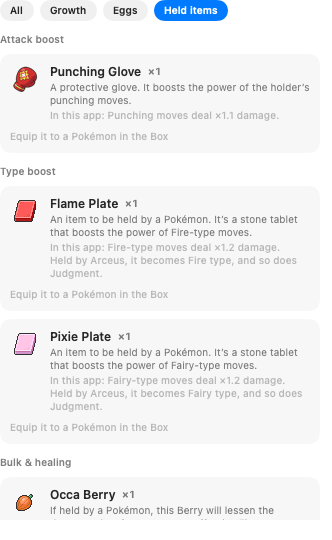 All Growth Eggs Held items
Attack boost
Punching Glove ×1
A protective glove. It boosts the power of the holder's
punching moves.
In this app: Punching moves deal ×1.1 damage.
Equip it to a Pokémon in the Box
Type boost
Flame Plate ×1
An item to be held by a Pokémon. It's a stone tablet
that boosts the power of Fire-type moves.
In this app: Fire-type moves deal ×1.2 damage.
Held by Arceus, it becomes Fire type, and so does
Judgment.
Equip it to a Pokémon in the Box
Pixie Plate ×1
An item to be held by a Pokémon. It's a stone tablet
that boosts the power of Fairy-type moves.
In this app: Fairy-type moves deal ×1.2 damage.
Held by Arceus, it becomes Fairy type, and so does
Judgment.
Equip it to a Pokémon in the Box
Bulk & healing
Occa Berry ×1
If held by a Pokémon, this Berry will lessen the